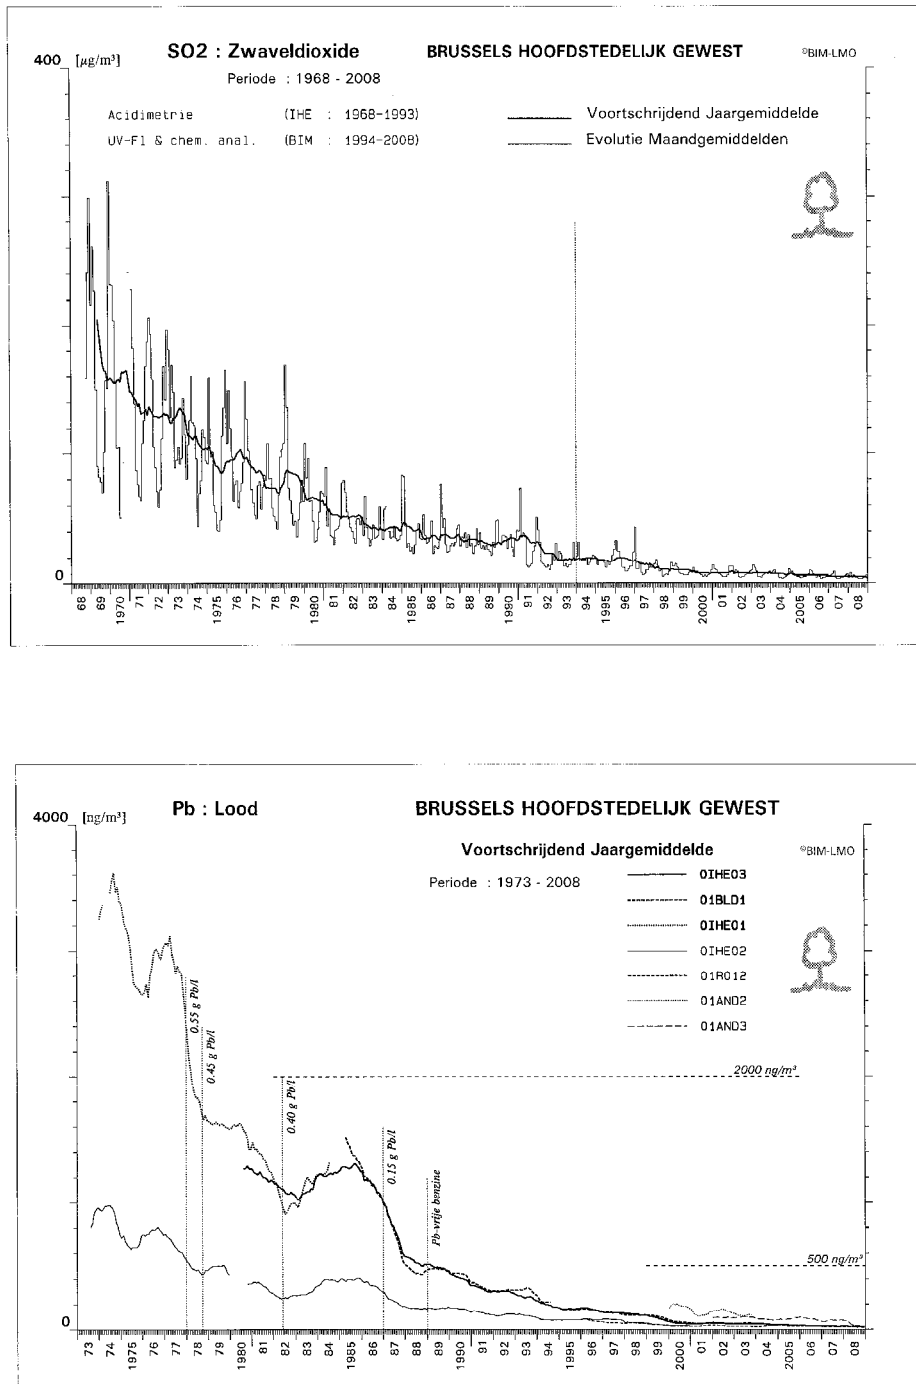 SO2 : Zwaveldioxide BRUSSELS HOOFDSTEDELIJK GEWEST ©BIM-LMO
400 [µg/m³]
Periode : 1968 - 2008
Acidimetrie (IHE : 1968-1993) Voortschrijdend Jaargemiddelde
UV-Fl & chem. anal. (BIM : 1994-2008) Evolutie Maandgemiddelden
0
68 69 1970 71 72 73 74 1975 76 77 78 79 1980 81 82 83 84 1985 86 87 88 89 1990 91 92 93 94 1995 96 97 98 99 2000 01 02 03 04 2005 06 07 08
Pb : Lood BRUSSELS HOOFDSTEDELIJK GEWEST
4000 [ng/m³]
Voortschrijdend Jaargemiddelde ©BIM-LMO
Periode : 1973 - 2008
0IHE03
01BLD1
0IHE01
0IHE02
01R012
01AND2
01AND3
0.55 g Pb/l
0.45 g Pb/l
2000 ng/m³
0.40 g Pb/l
0.15 g Pb/l
Pb-vrije benzine
500 ng/m³
0
73 74 1975 76 77 78 79 1980 81 82 83 84 1985 86 87 88 89 1990 91 92 93 94 1995 96 97 98 99 2000 01 02 03 04 2005 06 07 08